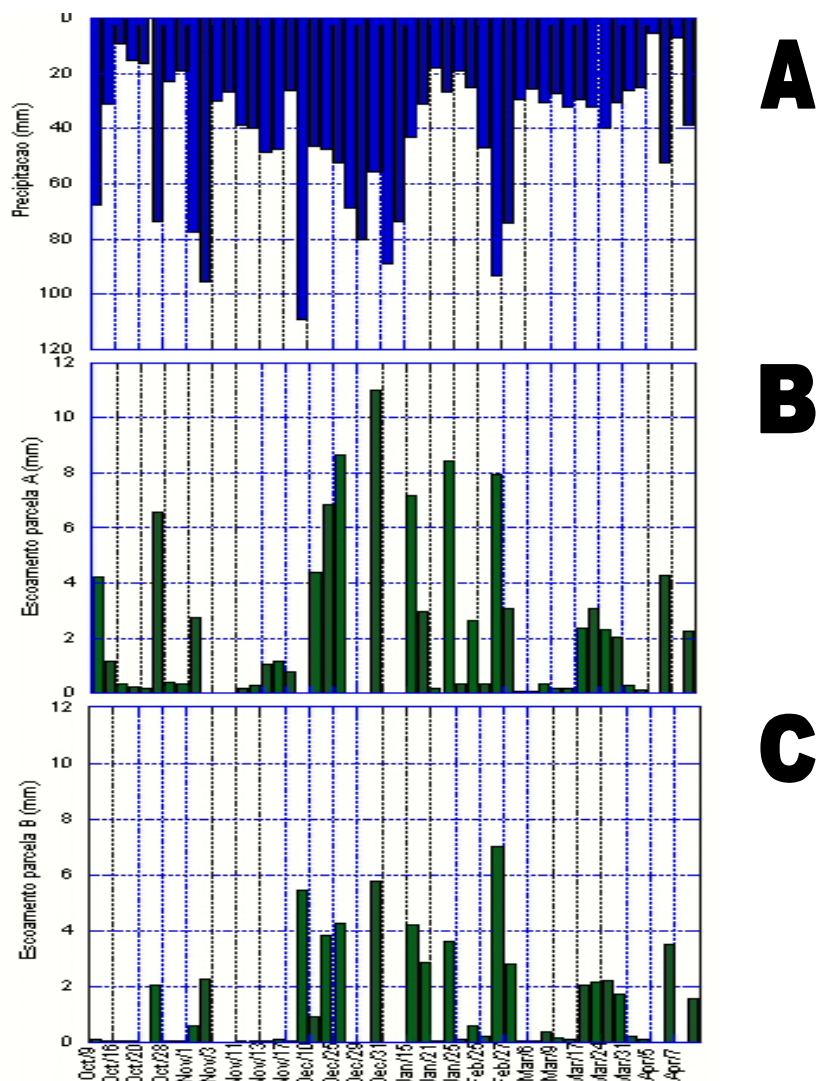 0
20
40
60
80
100
120
Precipitacao (mm)
A
12
10
8
6
4
2
0
Escoamento parcela A (mm)
B
12
10
8
6
4
2
0
Escoamento parcela B (mm)
C
Oct/9
Oct/16
Oct/20
Oct/28
Nov/1
Nov/3
Nov/11
Nov/13
Nov/17
Dec/10
Dec/25
Dec/29
Dec/31
Jan/15
Jan/21
Jan/25
Feb/25
Feb/27
Mar/6
Mar/9
Mar/17
Mar/24
Mar/31
Apr/5
Apr/7